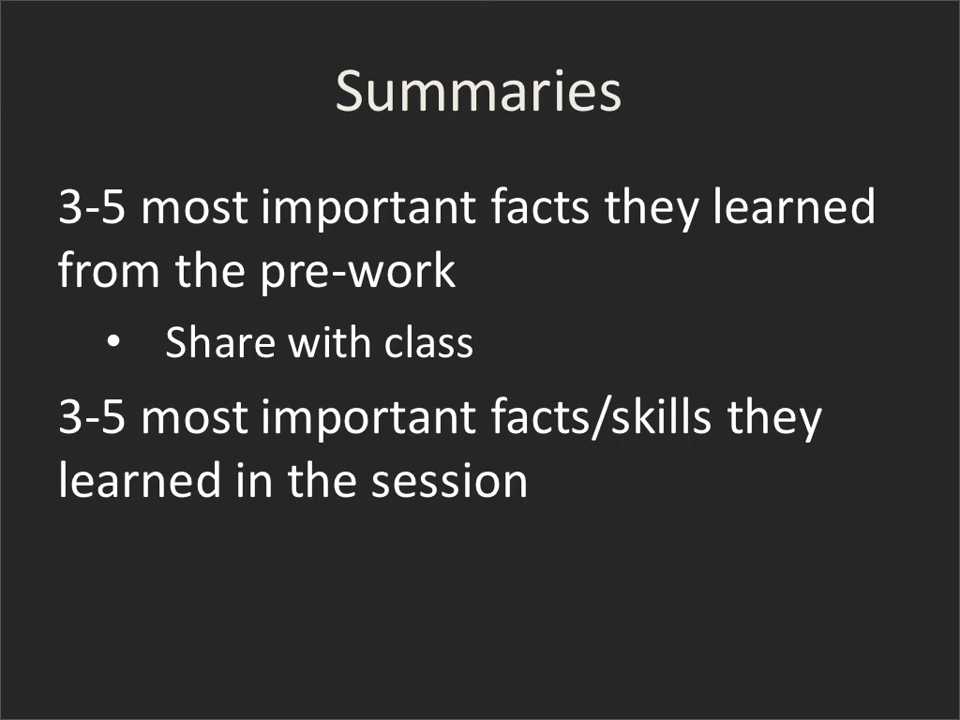 Summaries
3-5 most important facts they learned
from the pre-work
• Share with class
3-5 most important facts/skills they
learned in the session